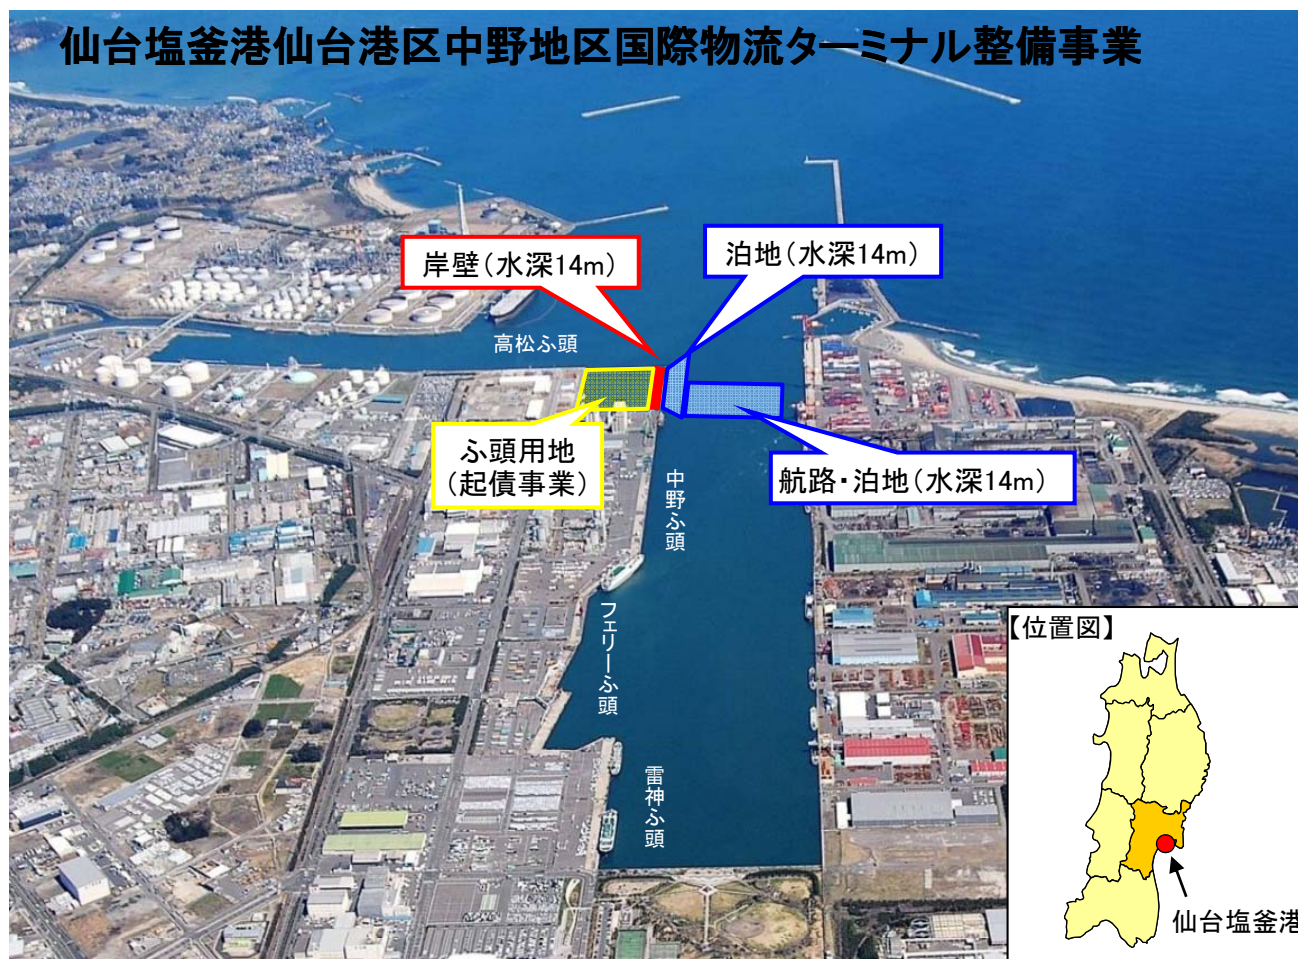 仙台塩釜港仙台港区中野地区国際物流ターミナル整備事業
岸壁(水深14m)
泊地(水深14m)
高松ふ頭
ふ頭用地
(起債事業)
航路・泊地(水深14m)
中野ふ頭
フェリーふ頭
雷神ふ頭
【位置図】
仙台塩釜港